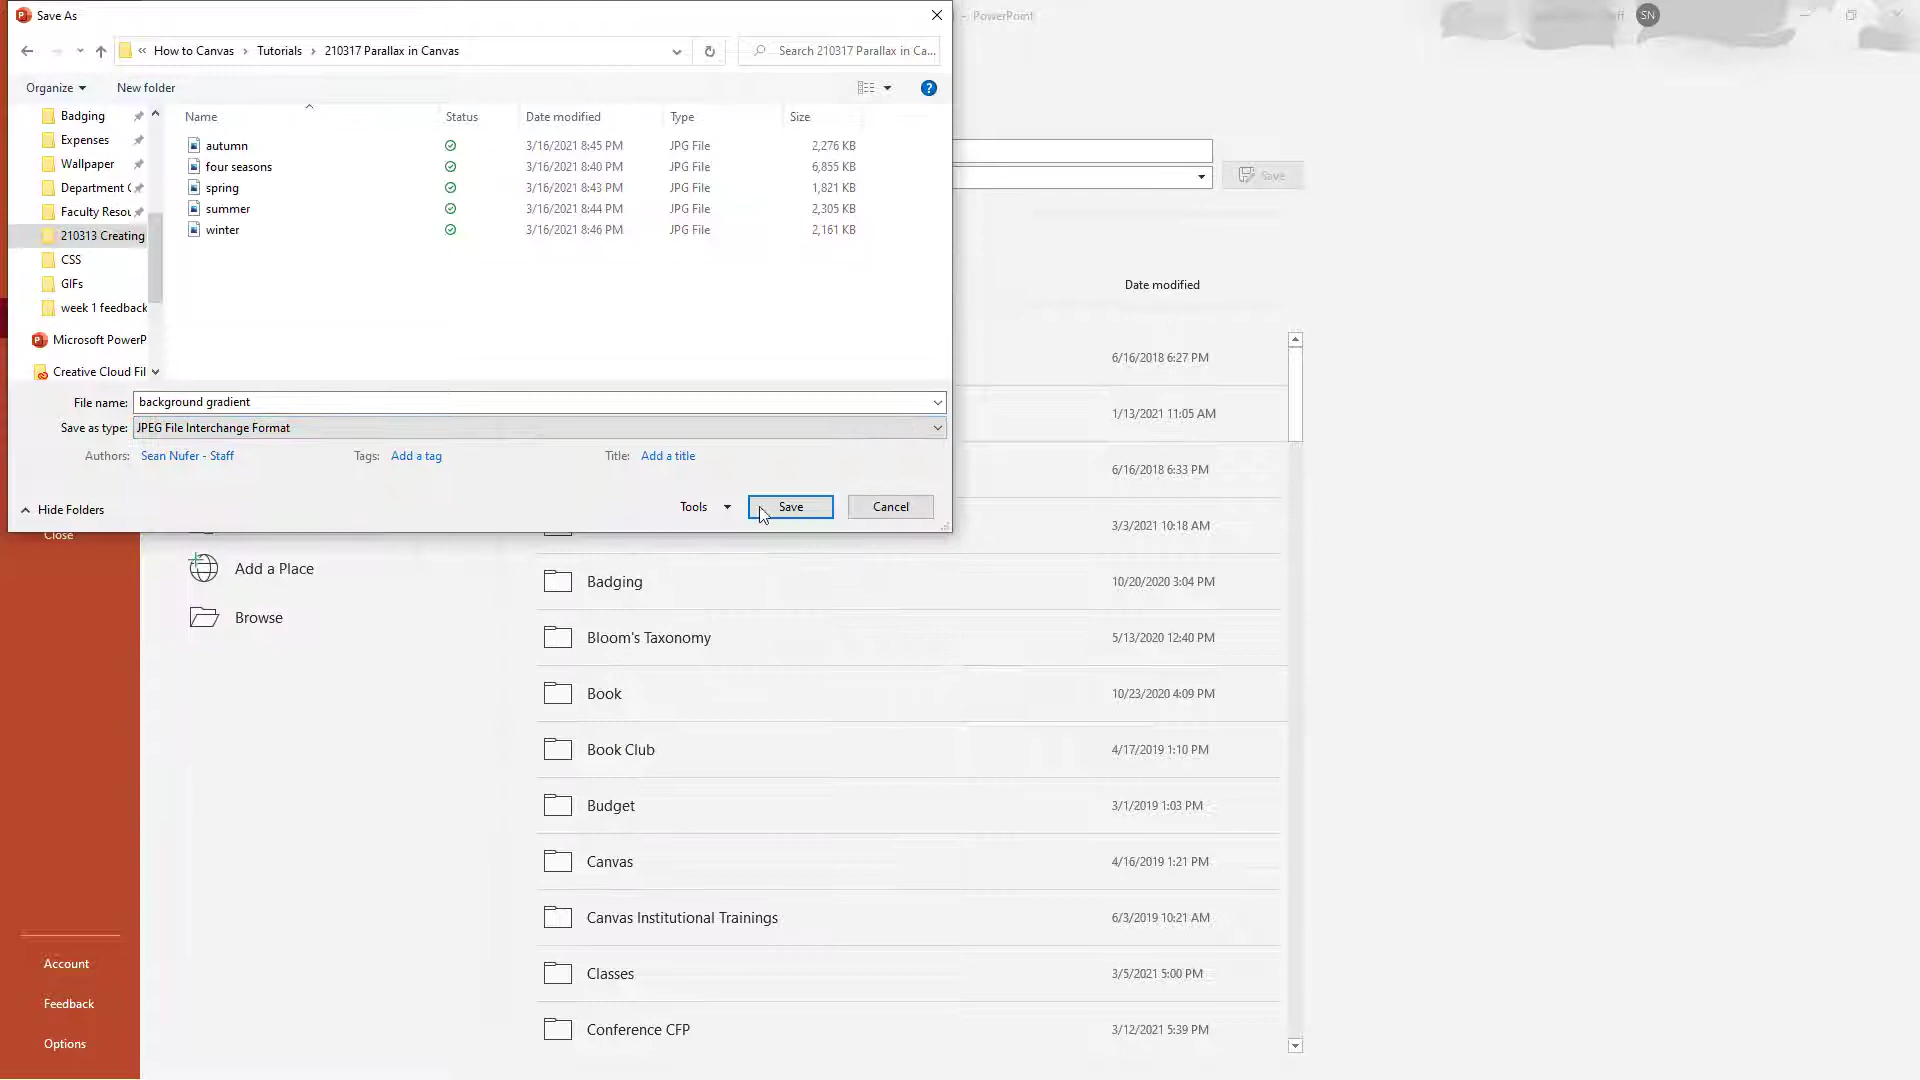 Save As
- PowerPoint
ff
SN
« How to Canvas > Tutorials > 210317 Parallax in Canvas
Search 210317 Parallax in Ca...
Organize
New folder
?
Badging
Expenses
Wallpaper
Department C
Faculty Resou
210313 Creating
CSS
GIFs
week 1 feedback
Microsoft PowerP
Creative Cloud Fil
Name Status Date modified Type Size
autumn 3/16/2021 8:45 PM JPG File 2,276 KB
four seasons 3/16/2021 8:40 PM JPG File 6,855 KB
spring 3/16/2021 8:43 PM JPG File 1,821 KB
summer 3/16/2021 8:44 PM JPG File 2,305 KB
winter 3/16/2021 8:46 PM JPG File 2,161 KB
File name: background gradient
Save as type: JPEG File Interchange Format
Authors: Sean Nufer - Staff Tags: Add a tag Title: Add a title
Hide Folders
Tools Save Cancel
Save
Date modified
6/16/2018 6:27 PM
1/13/2021 11:05 AM
6/16/2018 6:33 PM
3/3/2021 10:18 AM
Close
Add a Place
Browse
Badging 10/20/2020 3:04 PM
Bloom's Taxonomy 5/13/2020 12:40 PM
Book 10/23/2020 4:09 PM
Book Club 4/17/2019 1:10 PM
Budget 3/1/2019 1:03 PM
Canvas 4/16/2019 1:21 PM
Canvas Institutional Trainings 6/3/2019 10:21 AM
Classes 3/5/2021 5:00 PM
Conference CFP 3/12/2021 5:39 PM
Account
Feedback
Options